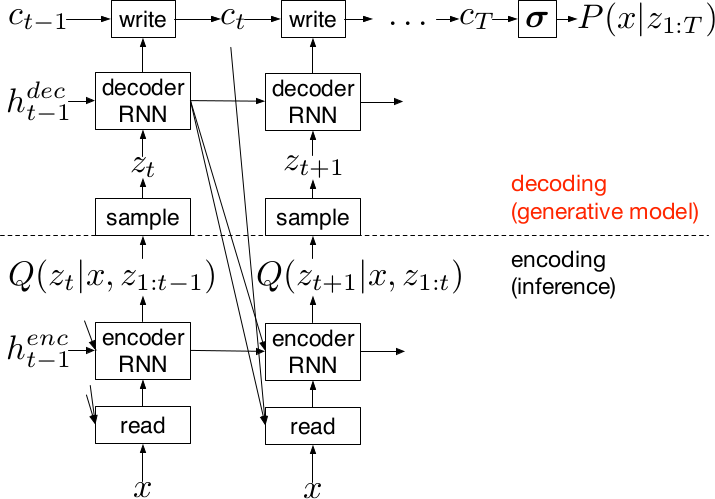 c_{t-1} write c_t write ... c_T σ P(x|z_{1:T})
h_{t-1}^{dec} decoder RNN decoder RNN
z_t z_{t+1}
decoding
(generative model)
sample sample
encoding
(inference)
Q(z_t|x, z_{1:t-1}) Q(z_{t+1}|x, z_{1:t})
h_{t-1}^{enc} encoder RNN encoder RNN
read read
x x